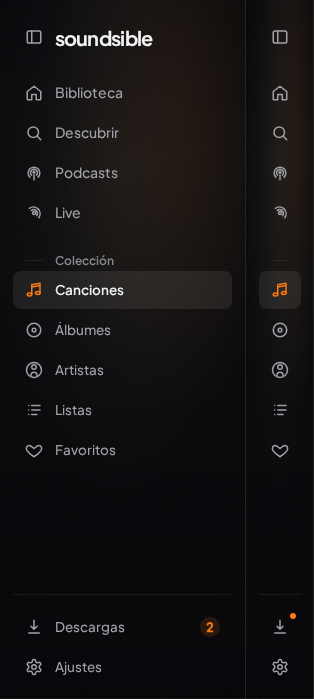 soundsible
Biblioteca
Descubrir
Podcasts
Live
Colección
Canciones
Álbumes
Artistas
Listas
Favoritos
Descargas 2
Ajustes